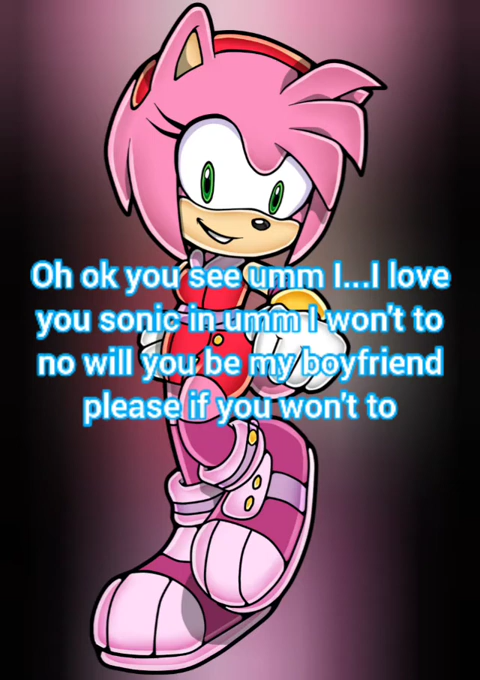 Oh ok you see umm I...I love
you sonic in umm I won't to
no will you be my boyfriend
please if you won't to